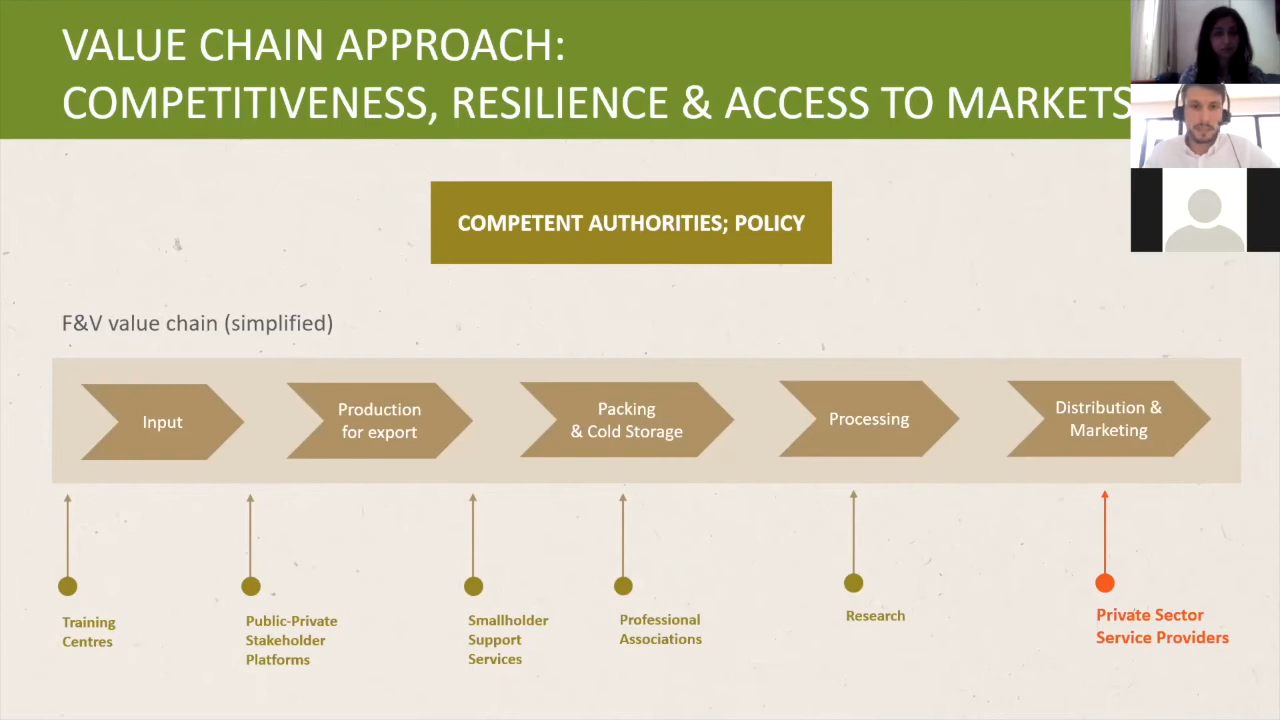 VALUE CHAIN APPROACH:
COMPETITIVENESS, RESILIENCE & ACCESS TO MARKETS
COMPETENT AUTHORITIES; POLICY
F&V value chain (simplified)
Input
Production
for export
Packing
& Cold Storage
Processing
Distribution &
Marketing
Training
Centres
Public-Private
Stakeholder
Platforms
Smallholder
Support
Services
Professional
Associations
Research
Private Sector
Service Providers